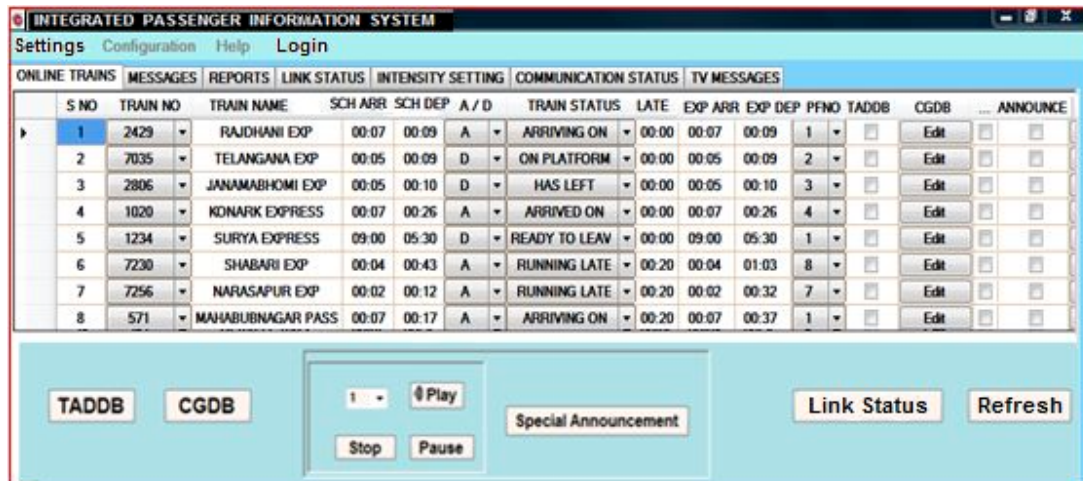 INTEGRATED PASSENGER INFORMATION SYSTEM
Settings Configuration Help Login
ONLINE TRAINS MESSAGES REPORTS LINK STATUS INTENSITY SETTING COMMUNICATION STATUS TV MESSAGES
S NO TRAIN NO TRAIN NAME SCH ARR SCH DEP A / D TRAIN STATUS LATE EXP ARR EXP DEP PFNO TADDB CGDB ... ANNOUNCE
1 2429 RAJDHANI EXP 00:07 00:09 A ARRIVING ON 00:00 00:07 00:09 1 Edit
2 7035 TELANGANA EXP 00:05 00:09 D ON PLATFORM 00:00 00:05 00:09 2 Edit
3 2806 JANAMABHOMI EXP 00:05 00:10 D HAS LEFT 00:00 00:05 00:10 3 Edit
4 1020 KONARK EXPRESS 00:07 00:26 A ARRIVED ON 00:00 00:07 00:26 4 Edit
5 1234 SURYA EXPRESS 09:00 05:30 D READY TO LEAV 00:00 09:00 05:30 1 Edit
6 7230 SHABARI EXP 00:04 00:43 A RUNNING LATE 00:20 00:04 01:03 8 Edit
7 7256 NARASAPUR EXP 00:02 00:12 A RUNNING LATE 00:20 00:02 00:32 7 Edit
8 571 MAHABUBNAGAR PASS 00:07 00:17 A ARRIVING ON 00:20 00:07 00:37 1 Edit
TADDB CGDB 1 Play Special Announcement Link Status Refresh
Stop Pause